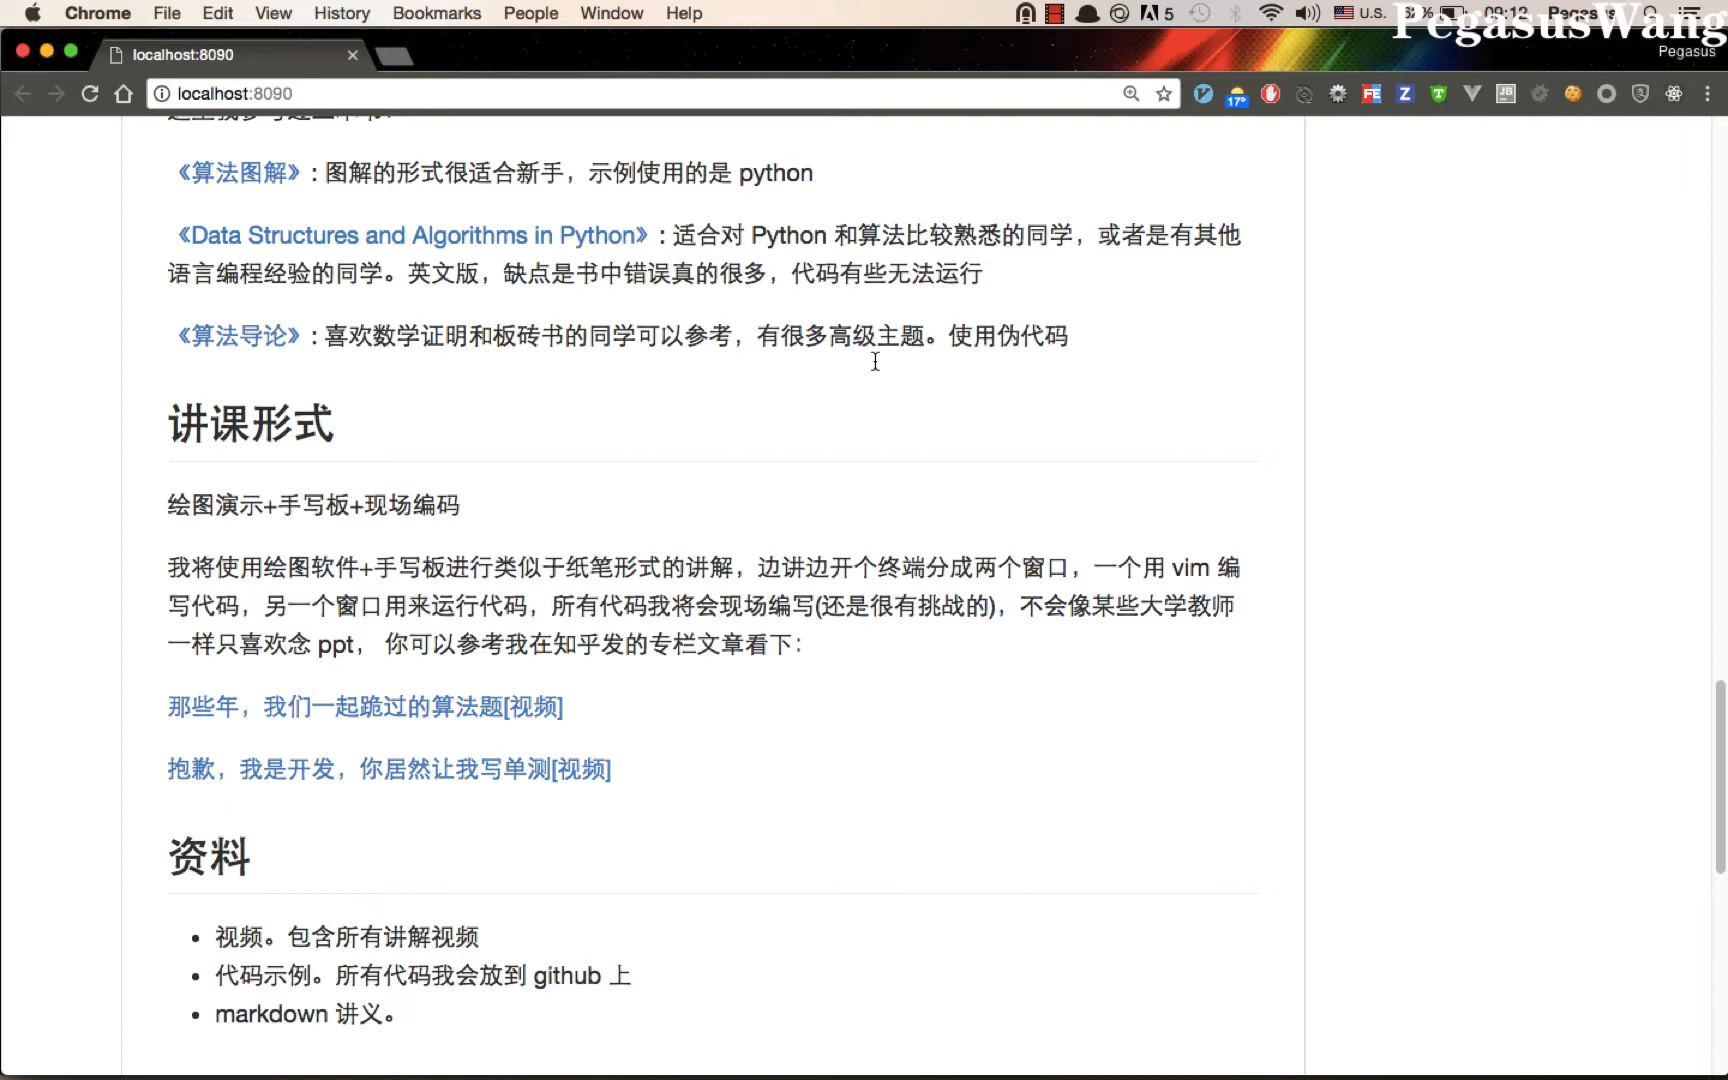 Chrome File Edit View History Bookmarks People Window Help
5 U.S. 09:12 Pegasus
PegasusWang
Pegasus
localhost:8090
localhost:8090
17°
FE
Z
T
JB
《算法图解》：图解的形式很适合新手，示例使用的是 python
《Data Structures and Algorithms in Python》：适合对 Python 和算法比较熟悉的同学，或者是有其他
语言编程经验的同学。英文版，缺点是书中错误真的很多，代码有些无法运行
《算法导论》：喜欢数学证明和板砖书的同学可以参考，有很多高级主题。使用伪代码
讲课形式
绘图演示+手写板+现场编码
我将使用绘图软件+手写板进行类似于纸笔形式的讲解，边讲边开个终端分成两个窗口，一个用 vim 编
写代码，另一个窗口用来运行代码，所有代码我将会现场编写(还是很有挑战的)，不会像某些大学教师
一样只喜欢念 ppt， 你可以参考我在知乎发的专栏文章看下：
那些年，我们一起跪过的算法题[视频]
抱歉，我是开发，你居然让我写单测[视频]
资料
• 视频。包含所有讲解视频
• 代码示例。所有代码我会放到 github 上
• markdown 讲义。